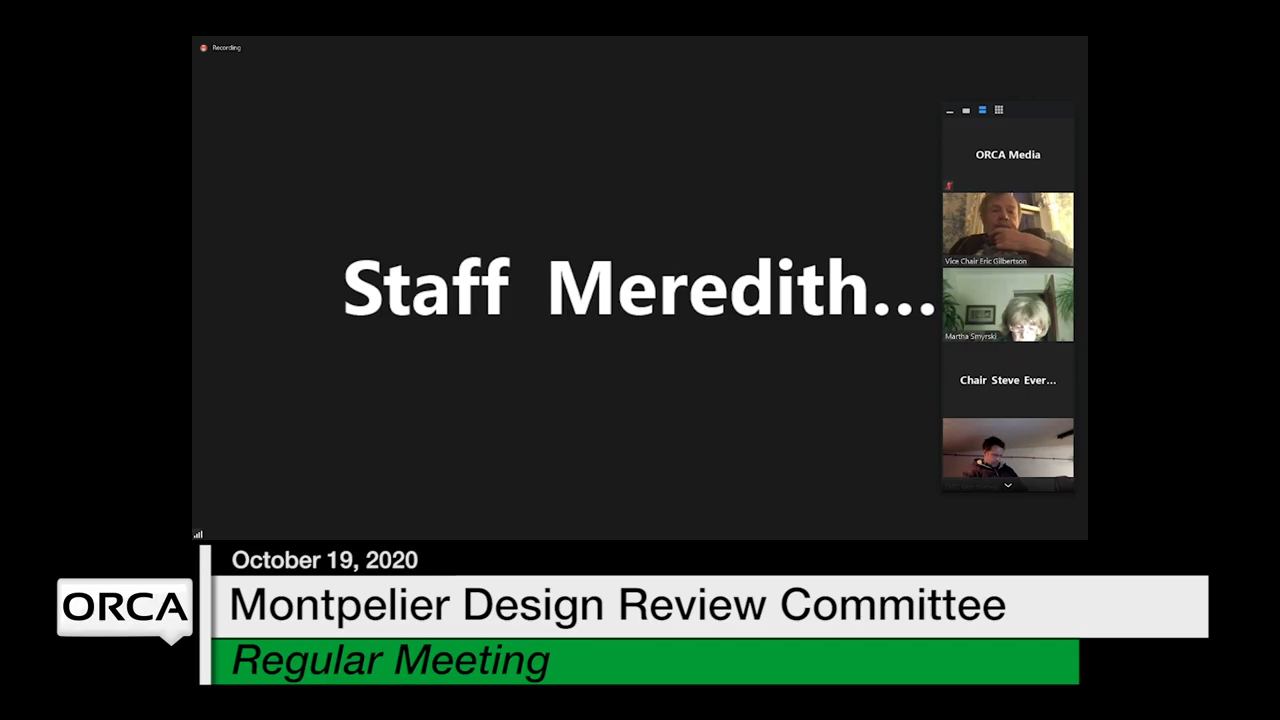 Recording
Staff Meredith...
ORCA Media
Vice Chair Eric Gilbertson
Martha Smyrski
Chair Steve Ever...
October 19, 2020
ORCA
Montpelier Design Review Committee
Regular Meeting